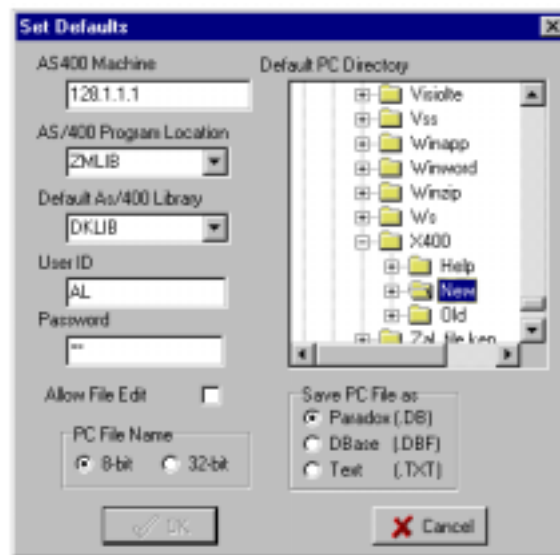 Set Defaults
AS400 Machine
128.1.1.1
AS/400 Program Location
ZMLIB
Default As/400 Library
DKLIB
User ID
AL
Password
**
Allow File Edit
PC File Name
8-bit
32-bit
Default PC Directory
Visiolte
Vss
Winapp
Winword
Winzip
Ws
X400
Help
New
Old
Zal_file.ken
Save PC File as
Paradox (.DB)
DBase (.DBF)
Text (.TXT)
OK
Cancel